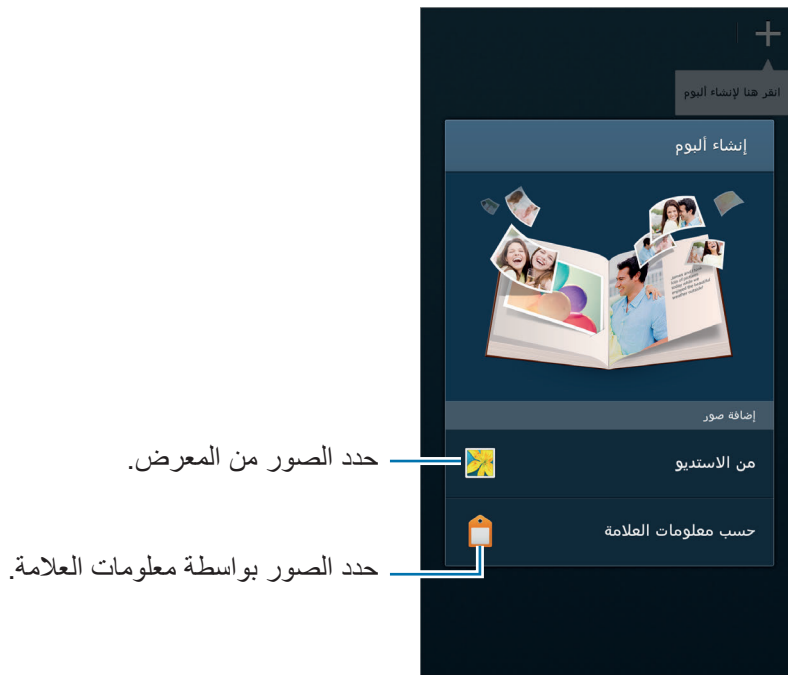 انقر هنا لإنشاء ألبوم
إنشاء ألبوم
إضافة صور
من الاستديو
حدد الصور من المعرض.
حسب معلومات العلامة
حدد الصور بواسطة معلومات العلامة.